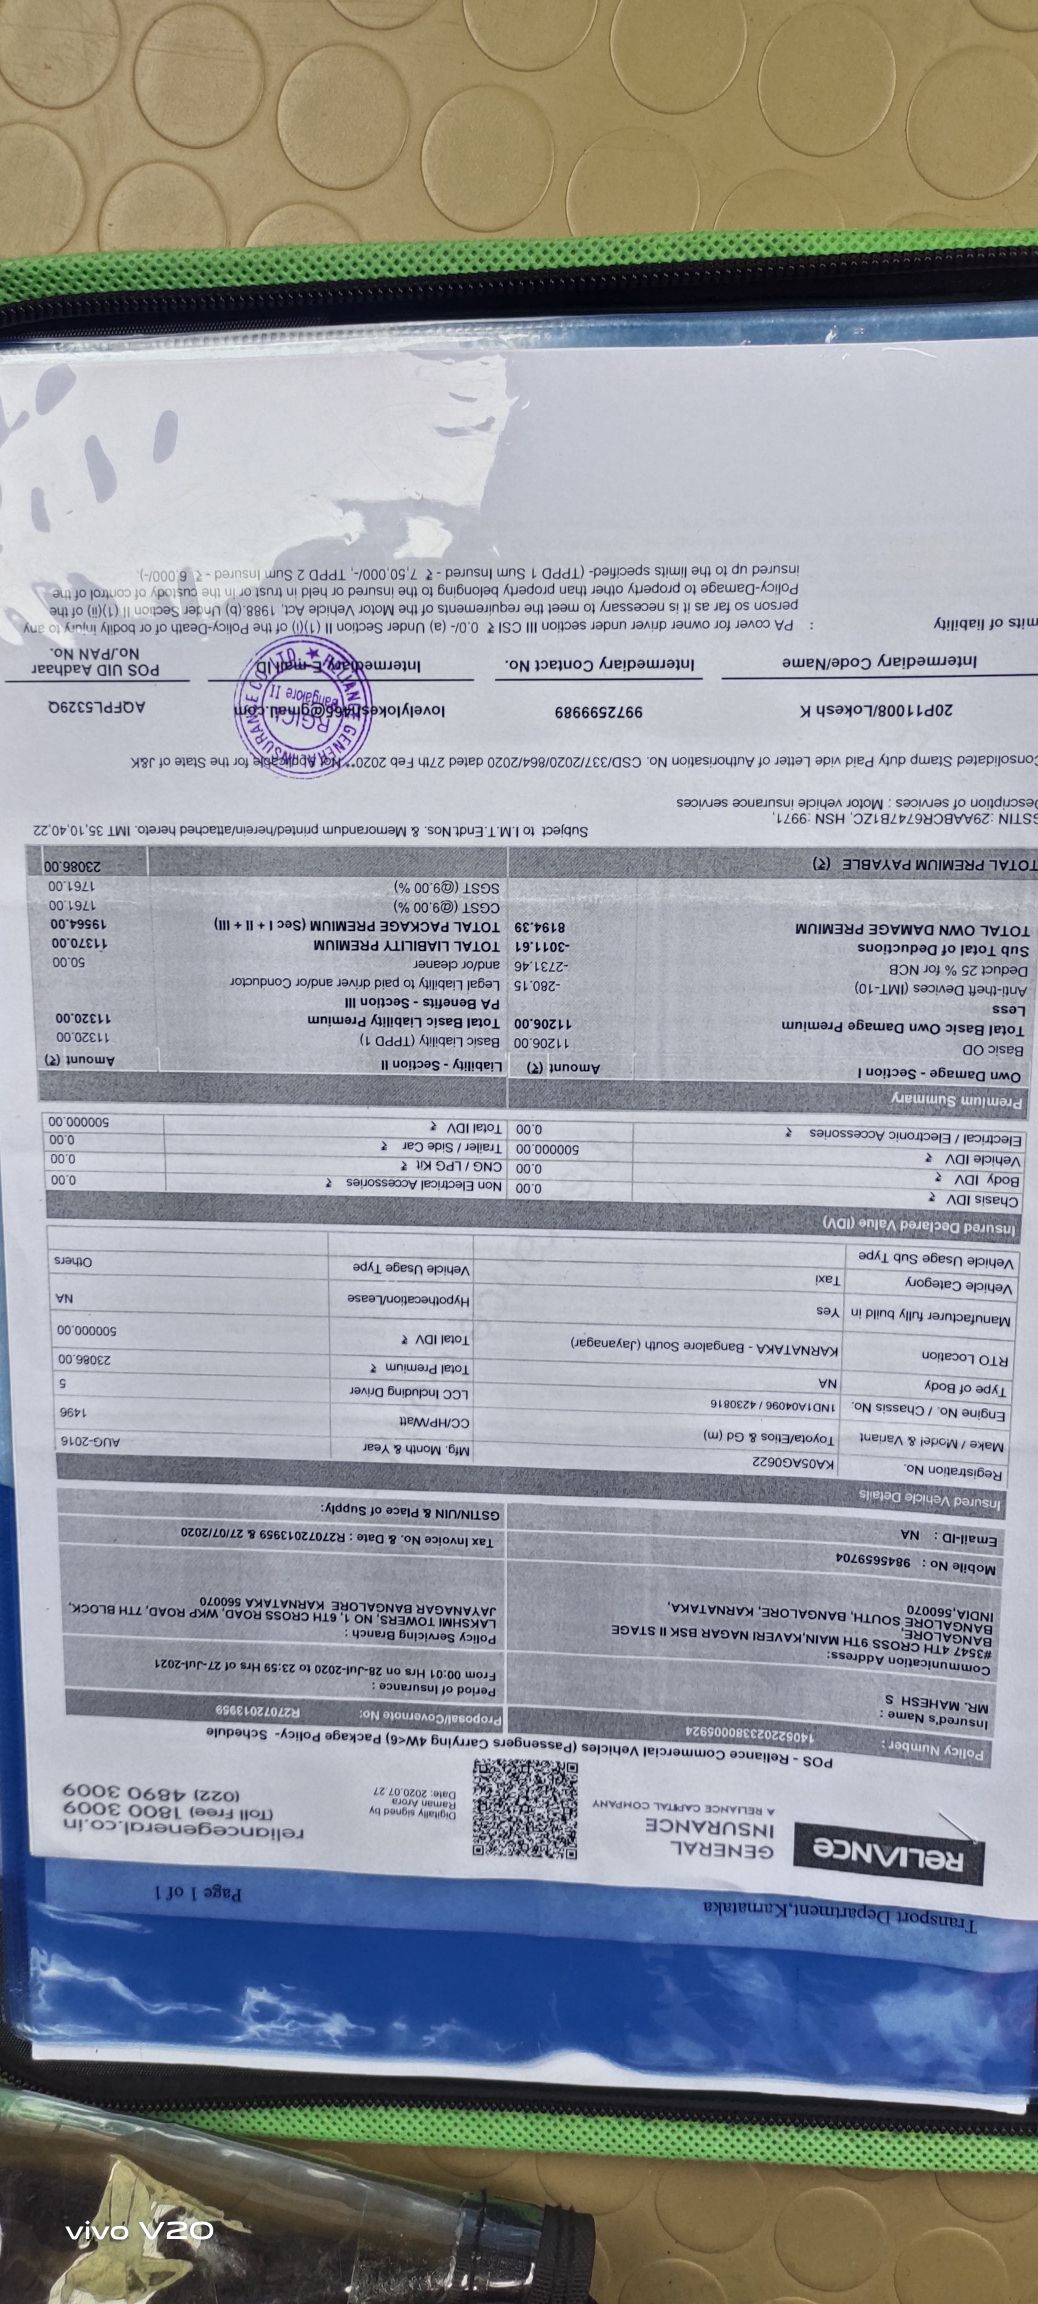 Transport Department,Karnataka
Page 1 of 1
RELIANCE
GENERAL
INSURANCE
A RELIANCE CAPITAL COMPANY
Digitally signed by
Raman Arora
Date: 2020.07.27
reliancegeneral.co.in
(Toll Free) 1800 3009
(022) 4890 3009
POS - Reliance Commercial Vehicles (Passengers Carrying 4W<6) Package Policy- Schedule
Policy Number : 140522023380005924
Proposal/Covernote No: R27072013959
Insured's Name :
MR. MAHESH S
Period of Insurance :
From 00:01 Hrs on 28-Jul-2020 to 23:59 Hrs of 27-Jul-2021
Communication Address:
#3547 4TH CROSS 9TH MAIN,KAVERI NAGAR BSK II STAGE
BANGALORE,
BANGALORE SOUTH, BANGALORE, KARNATAKA,
INDIA,560070
Policy Servicing Branch :
LAKSHMI TOWERS, NO 1, 6TH CROSS ROAD, WKP ROAD, 7TH BLOCK,
JAYANAGAR BANGALORE KARNATAKA 560070
Mobile No : 9845659704
Tax Invoice No. & Date : R27072013959 & 27/07/2020
Email-ID : NA
GSTIN/UIN & Place of Supply:
Insured Vehicle Details
Registration No. KA05AG0622
Mfg. Month & Year AUG-2016
Make / Model & Variant Toyota/Etios & Gd (m)
CC/HP/Watt 1496
Engine No. / Chassis No. 1ND1A04096 / 4230816
LCC Including Driver 5
Type of Body NA
Total Premium ₹ 23086.00
RTO Location KARNATAKA - Bangalore South (Jayanagar)
Total IDV ₹ 500000.00
Manufacturer fully build in Yes
Hypothecation/Lease NA
Vehicle Category Taxi
Vehicle Usage Type Others
Vehicle Usage Sub Type
Insured Declared Value (IDV)
Chasis IDV ₹ 0.00 Non Electrical Accessories ₹ 0.00
Body IDV ₹ 0.00 CNG / LPG Kit ₹ 0.00
Vehicle IDV ₹ 500000.00 Trailer / Side Car ₹ 0.00
Electrical / Electronic Accessories ₹ 0.00 Total IDV ₹ 500000.00
Premium Summary
Own Damage - Section I Amount (₹) Liability - Section II Amount (₹)
Basic OD 11206.00 Basic Liability (TPPD 1) 11320.00
Total Basic Own Damage Premium 11206.00 Total Basic Liability Premium 11320.00
Less PA Benefits - Section III
Anti-theft Devices (IMT-10) -280.15 Legal Liability to paid driver and/or Conductor
and/or cleaner 50.00
Deduct 25 % for NCB -2731.46
Sub Total of Deductions -3011.61 TOTAL LIABILITY PREMIUM 11370.00
TOTAL OWN DAMAGE PREMIUM 8194.39 TOTAL PACKAGE PREMIUM (Sec I + II + III) 19564.00
CGST (@9.00 %) 1761.00
SGST (@9.00 %) 1761.00
TOTAL PREMIUM PAYABLE (₹) 23086.00
Subject to I.M.T.Endt.Nos. & Memorandum printed/herein/attached hereto. IMT 35,10,40,22
GSTIN :29AABCR6747B1ZC, HSN :9971,
Description of services : Motor vehicle insurance services
Consolidated Stamp duty Paid vide Letter of Authorisation No. CSD/337/2020/864/2020 dated 27th Feb 2020**Not Applicable for the State of J&K
20P11008/Lokesh K 9972599989 lovelylokesh466@gmail.com AQFPL5329Q
Intermediary Code/Name Intermediary Contact No. Intermediary E-mail ID POS UID Aadhaar
No./PAN No.
RELIANCE GENERAL INSURANCE CO. LTD. ★
RGICL
Bangalore II
mits of liability : PA cover for owner driver under section III CSI ₹ 0.0/- (a) Under Section II (1)(i) of the Policy-Death of or bodily injury to any
person so far as it is necessary to meet the requirements of the Motor Vehicle Act, 1988.(b) Under Section II (1)(ii) of the
Policy-Damage to property other than property belonging to the insured or held in trust or in the custody of control of the
insured up to the limits specified- (TPPD 1 Sum Insured - ₹ 7,50,000/-, TPPD 2 Sum Insured - ₹ 6,000/-).
vivo V20